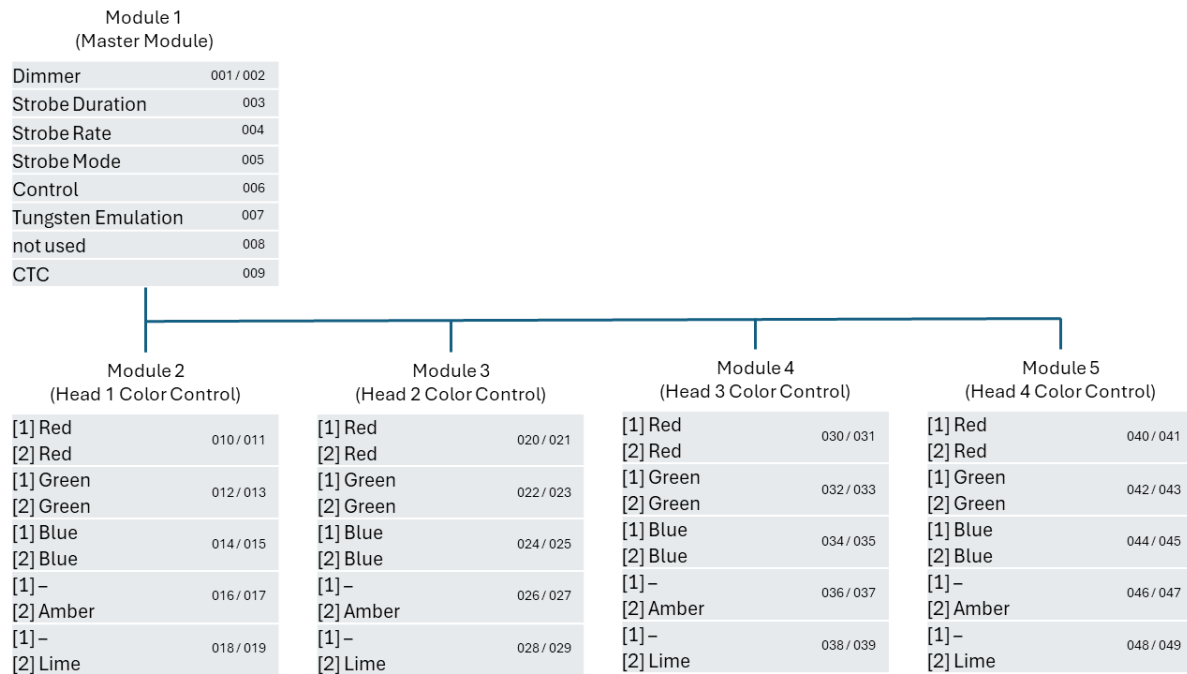 Module 1
(Master Module)
Dimmer 001 / 002
Strobe Duration 003
Strobe Rate 004
Strobe Mode 005
Control 006
Tungsten Emulation 007
not used 008
CTC 009
Module 2
(Head 1 Color Control)
[1] Red
010 / 011
[2] Red
[1] Green
012 / 013
[2] Green
[1] Blue
014 / 015
[2] Blue
[1] –
016 / 017
[2] Amber
[1] –
018 / 019
[2] Lime
Module 3
(Head 2 Color Control)
[1] Red
020 / 021
[2] Red
[1] Green
022 / 023
[2] Green
[1] Blue
024 / 025
[2] Blue
[1] –
026 / 027
[2] Amber
[1] –
028 / 029
[2] Lime
Module 4
(Head 3 Color Control)
[1] Red
030 / 031
[2] Red
[1] Green
032 / 033
[2] Green
[1] Blue
034 / 035
[2] Blue
[1] –
036 / 037
[2] Amber
[1] –
038 / 039
[2] Lime
Module 5
(Head 4 Color Control)
[1] Red
040 / 041
[2] Red
[1] Green
042 / 043
[2] Green
[1] Blue
044 / 045
[2] Blue
[1] –
046 / 047
[2] Amber
[1] –
048 / 049
[2] Lime